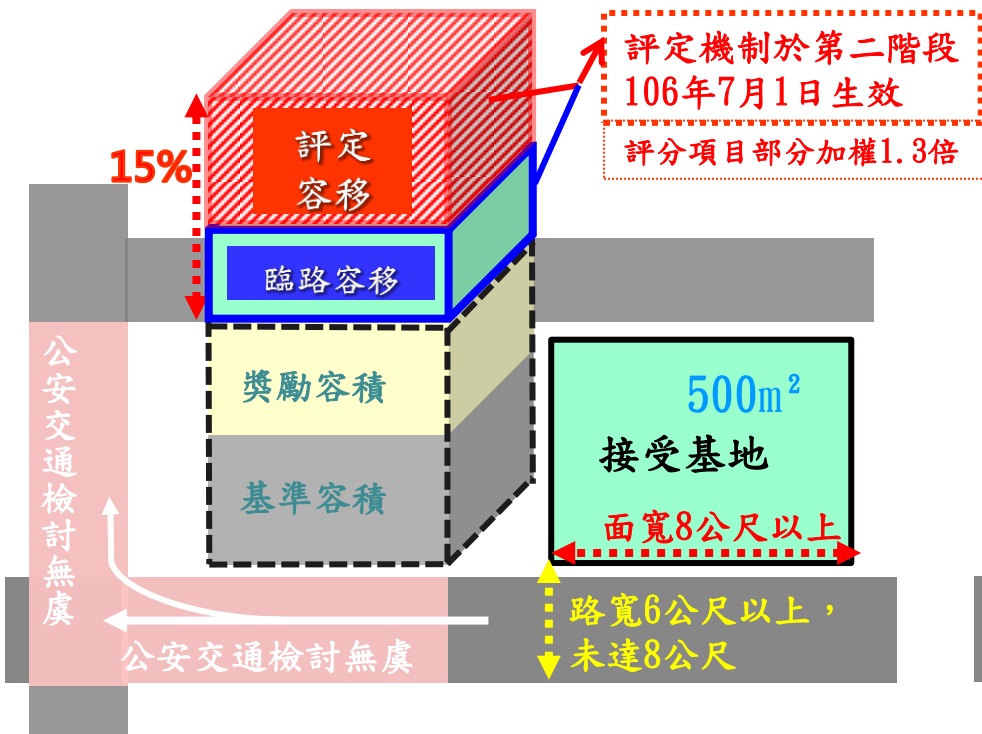 評定機制於第二階段
106年7月1日生效
評分項目部分加權1.3倍
15%
評定
容移
臨路容移
獎勵容積
基準容積
500m²
接受基地
面寬8公尺以上
路寬6公尺以上，
未達8公尺
公安交通檢討無虞
公安交通檢討無虞